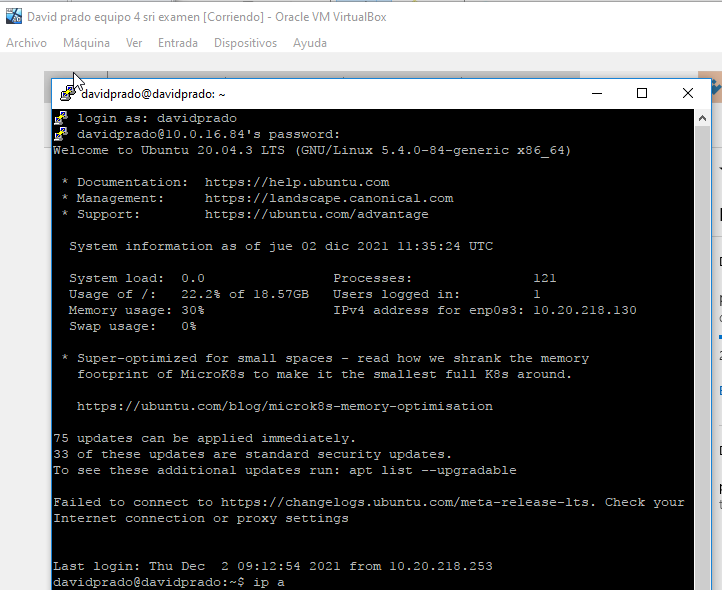 David prado equipo 4 sri examen [Corriendo] - Oracle VM VirtualBox
Archivo Máquina Ver Entrada Dispositivos Ayuda
davidprado@davidprado: ~
login as: davidprado
davidprado@10.0.16.84's password:
Welcome to Ubuntu 20.04.3 LTS (GNU/Linux 5.4.0-84-generic x86_64)
* Documentation: https://help.ubuntu.com
* Management: https://landscape.canonical.com
* Support: https://ubuntu.com/advantage
System information as of jue 02 dic 2021 11:35:24 UTC
System load: 0.0 Processes: 121
Usage of /: 22.2% of 18.57GB Users logged in: 1
Memory usage: 30% IPv4 address for enp0s3: 10.20.218.130
Swap usage: 0%
* Super-optimized for small spaces - read how we shrank the memory
footprint of MicroK8s to make it the smallest full K8s around.
https://ubuntu.com/blog/microk8s-memory-optimisation
75 updates can be applied immediately.
33 of these updates are standard security updates.
To see these additional updates run: apt list --upgradable
Failed to connect to https://changelogs.ubuntu.com/meta-release-lts. Check your
Internet connection or proxy settings
Last login: Thu Dec  2 09:12:54 2021 from 10.20.218.253
davidprado@davidprado:~$ ip a